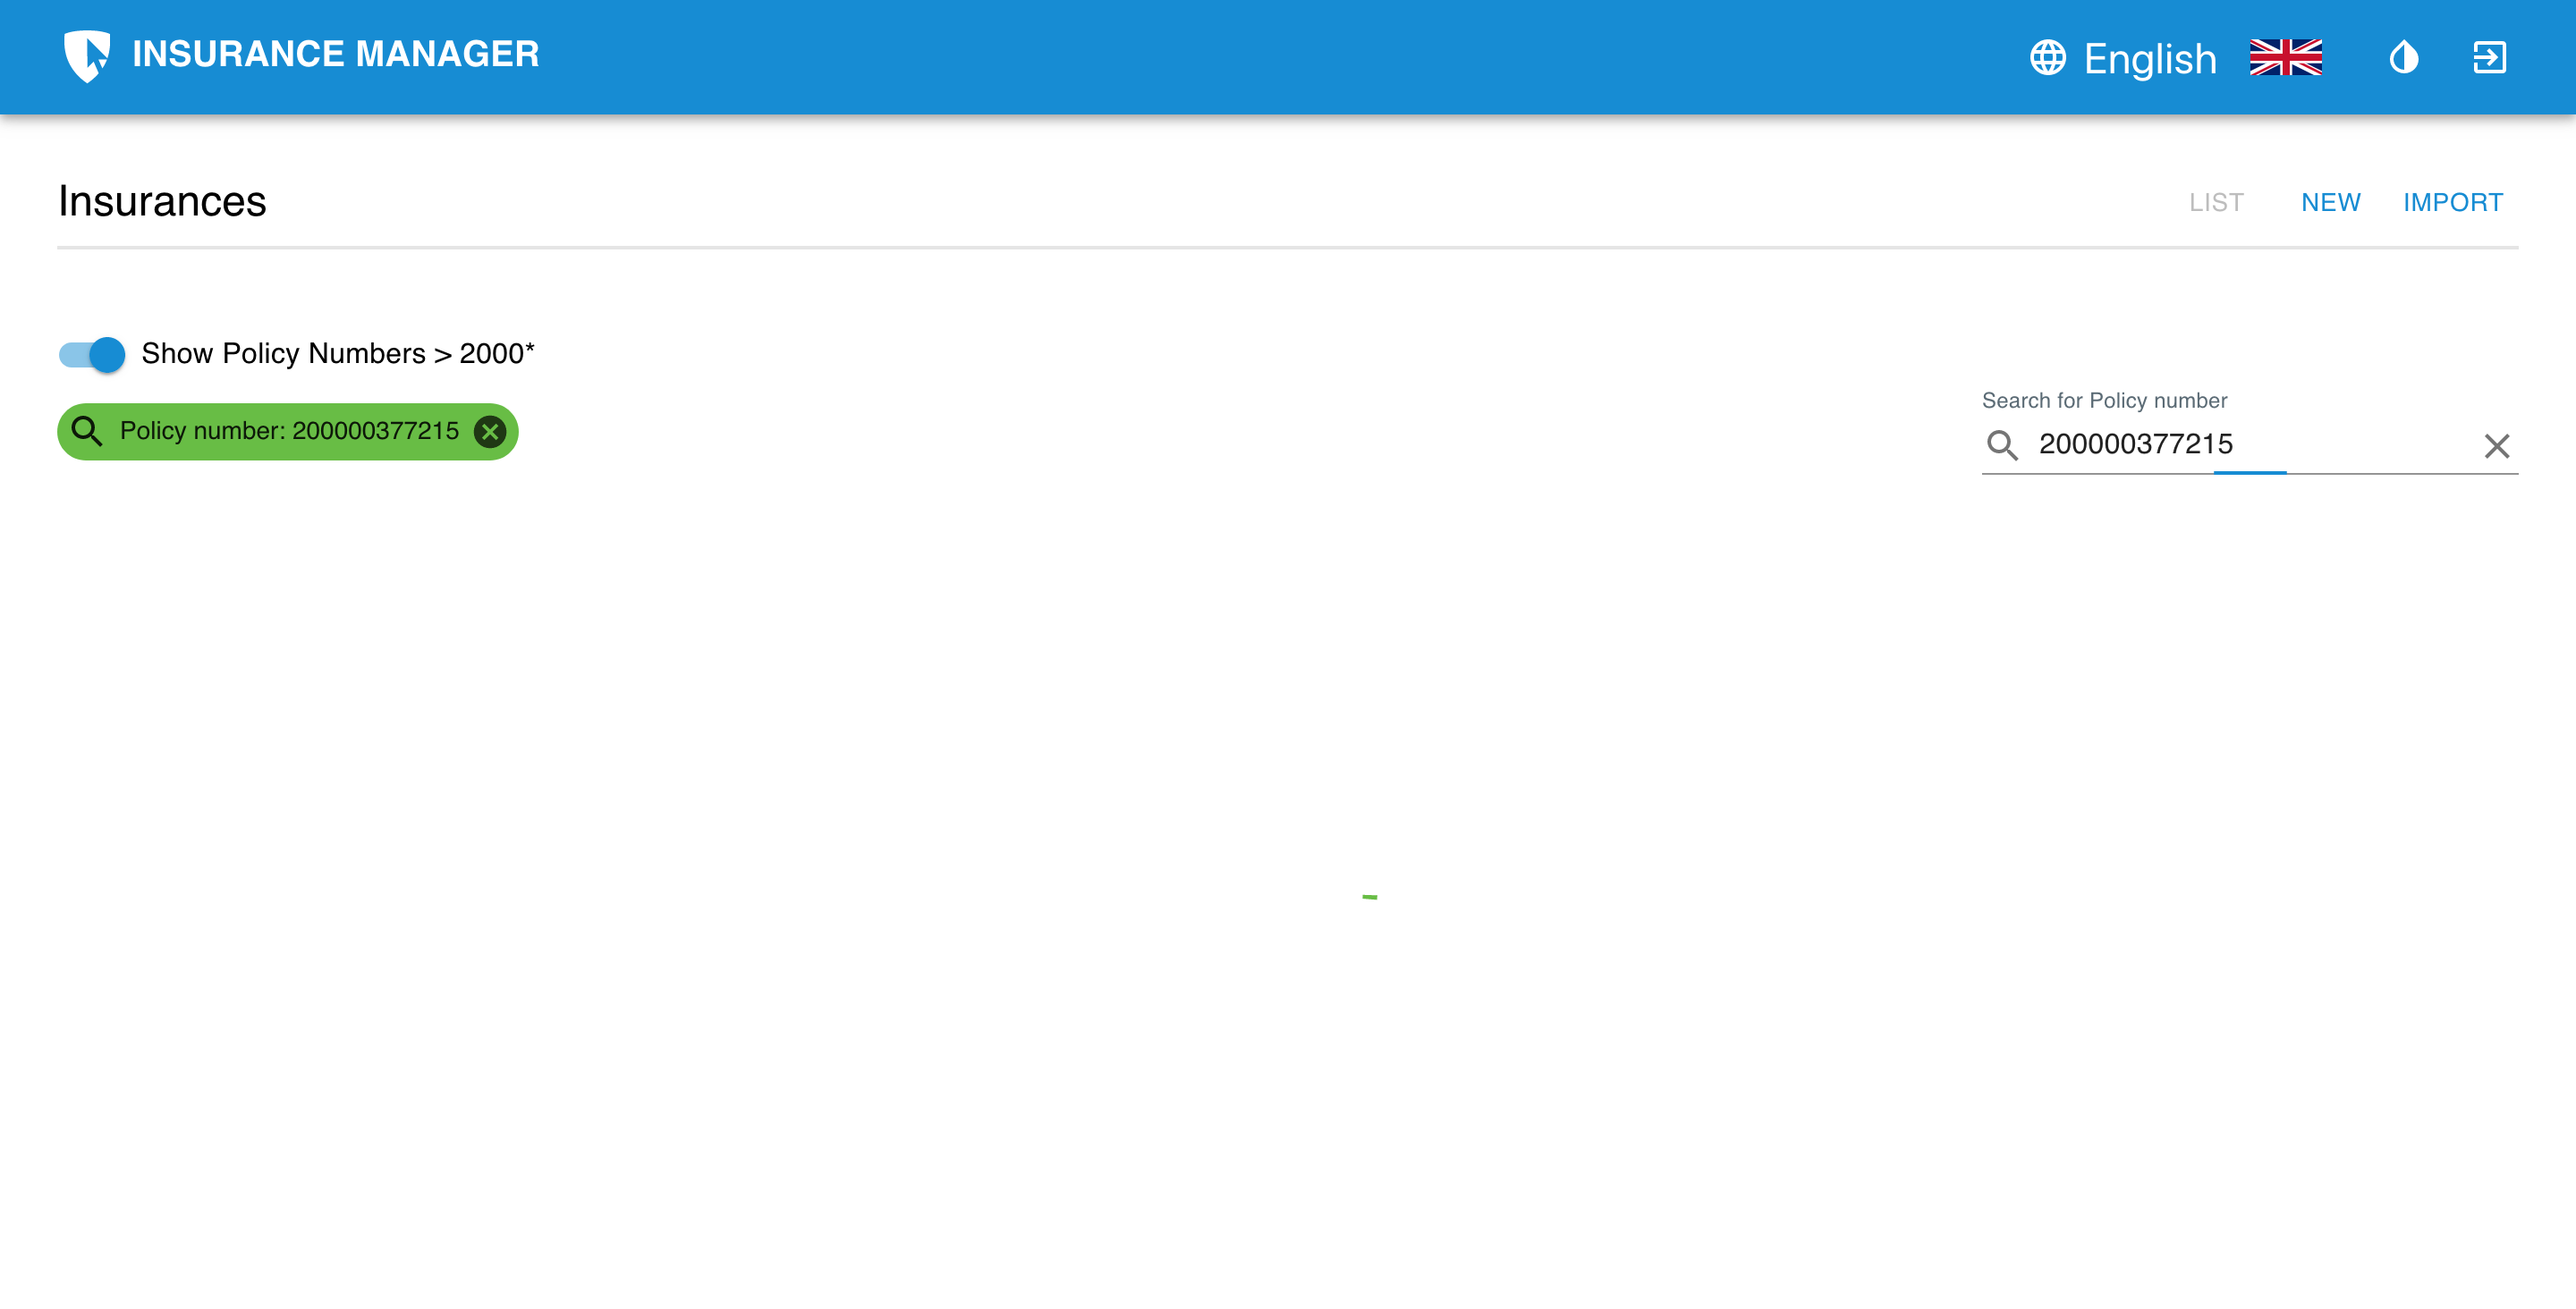 INSURANCE MANAGER
English
Insurances
LIST NEW IMPORT
Show Policy Numbers > 2000*
Policy number: 200000377215
Search for Policy number
200000377215